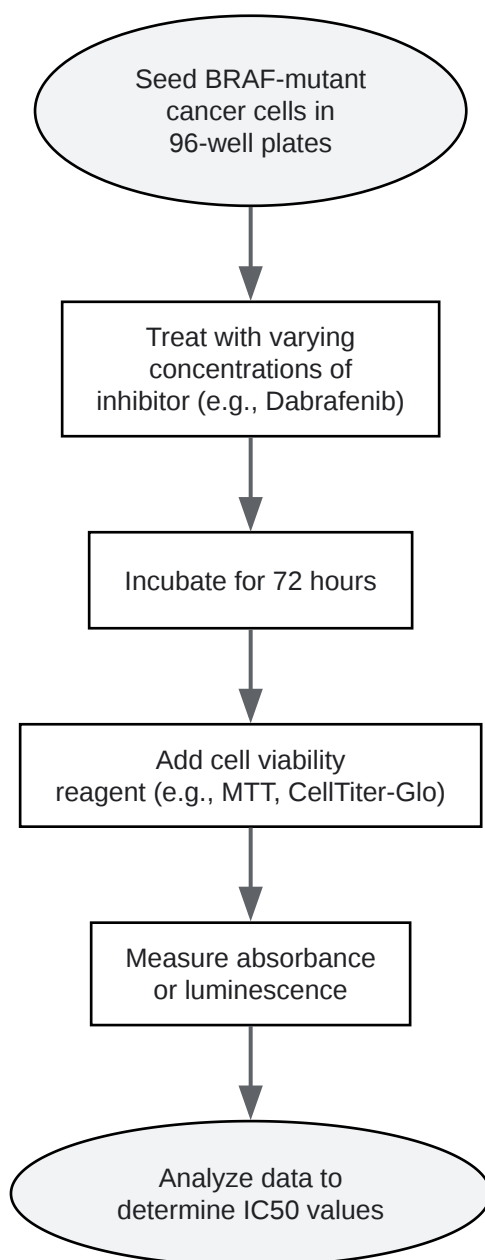 Seed BRAF-mutant
cancer cells in
96-well plates
Treat with varying
concentrations of
inhibitor (e.g., Dabrafenib)
Incubate for 72 hours
Add cell viability
reagent (e.g., MTT, CellTiter-Glo)
Measure absorbance
or luminescence
Analyze data to
determine IC50 values